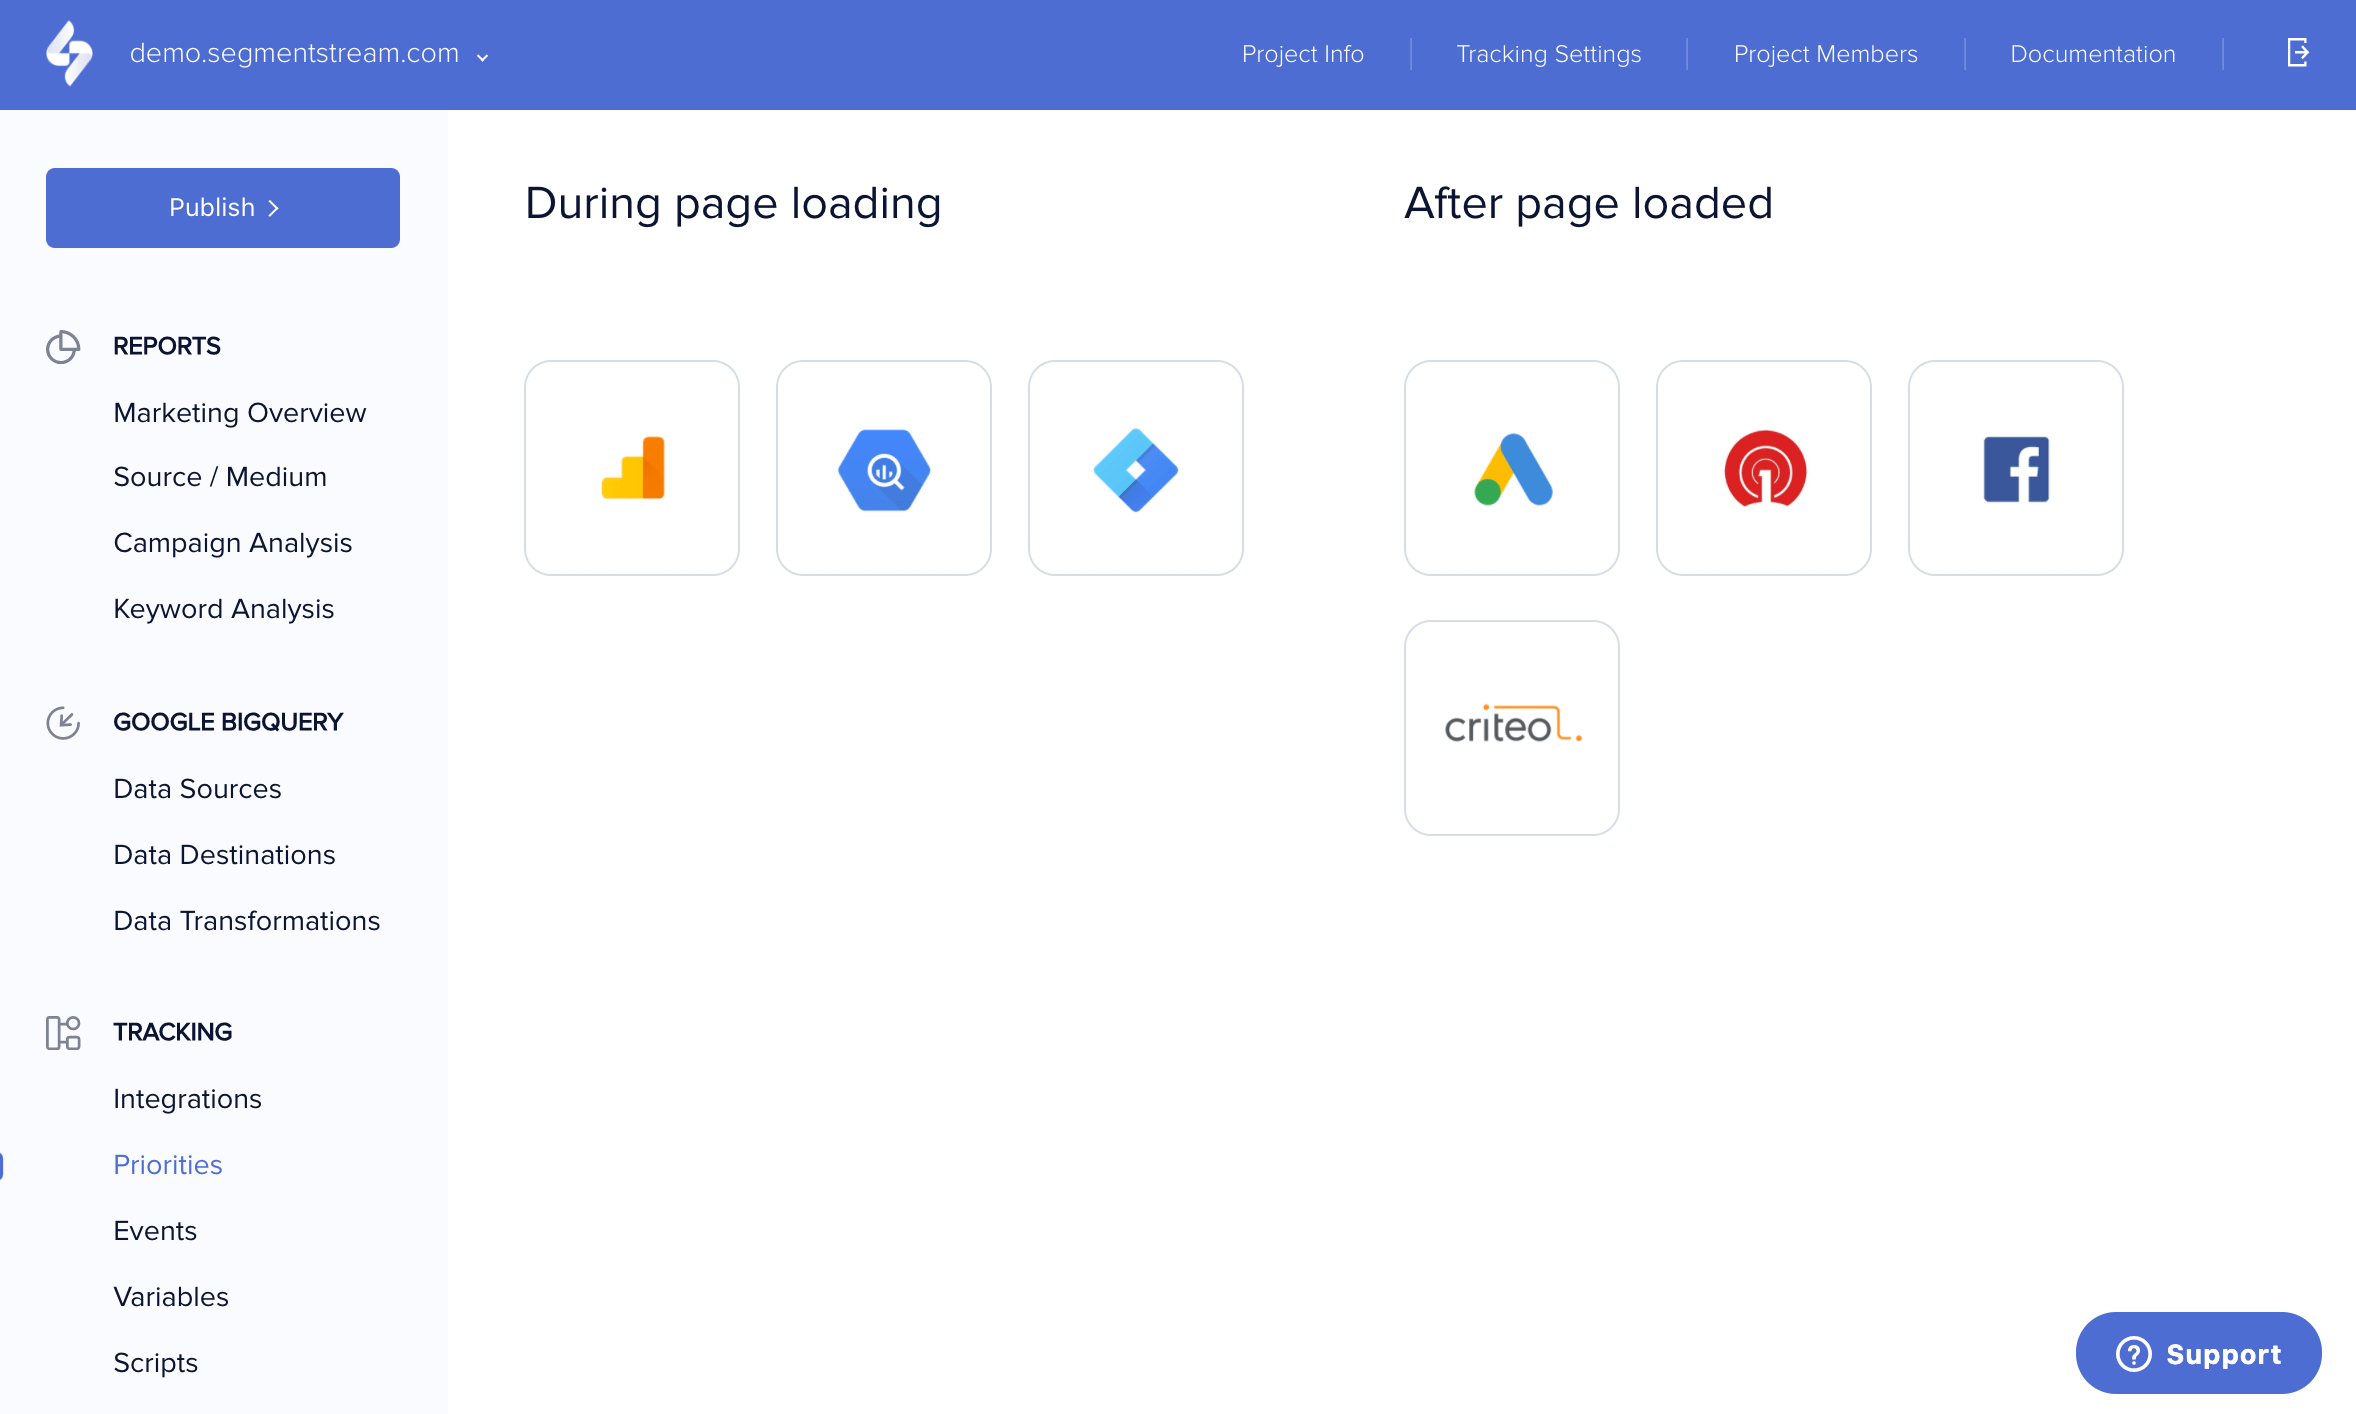 demo.segmentstream.com
Project Info
Tracking Settings
Project Members
Documentation
Publish
REPORTS
Marketing Overview
Source / Medium
Campaign Analysis
Keyword Analysis
GOOGLE BIGQUERY
Data Sources
Data Destinations
Data Transformations
TRACKING
Integrations
Priorities
Events
Variables
Scripts
During page loading
After page loaded
criteo
Support